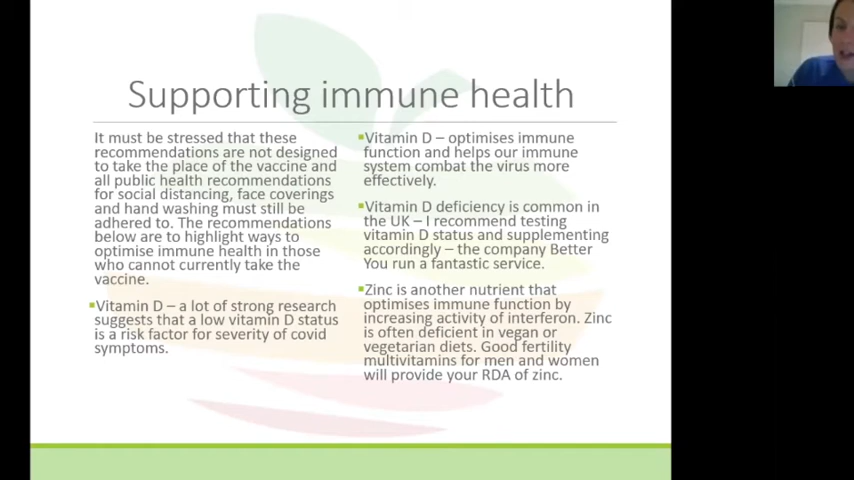 Supporting immune health
It must be stressed that these
recommendations are not designed
to take the place of the vaccine and
all public health recommendations
for social distancing, face coverings
and hand washing must still be
adhered to. The recommendations
below are to highlight ways to
optimise immune health in those
who cannot currently take the
vaccine.
▪Vitamin D – a lot of strong research
suggests that a low vitamin D status
is a risk factor for severity of covid
symptoms.
▪Vitamin D – optimises immune
function and helps our immune
system combat the virus more
effectively.
▪Vitamin D deficiency is common in
the UK – I recommend testing
vitamin D status and supplementing
accordingly – the company Better
You run a fantastic service.
▪Zinc is another nutrient that
optimises immune function by
increasing activity of interferon. Zinc
is often deficient in vegan or
vegetarian diets. Good fertility
multivitamins for men and women
will provide your RDA of zinc.